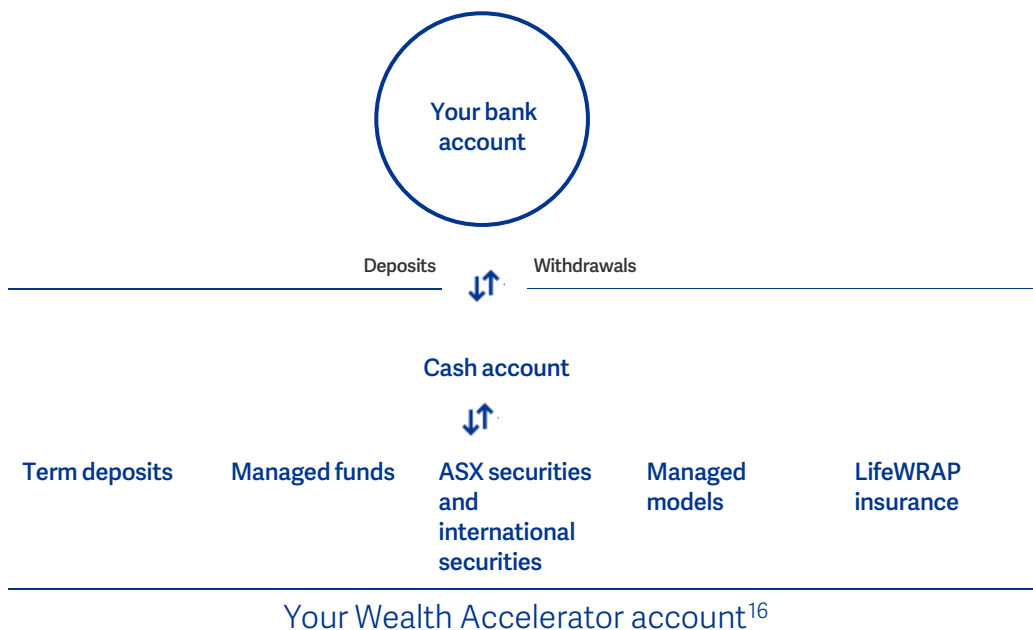 Your bank
account
Deposits
Withdrawals
Cash account
Term deposits
Managed funds
ASX securities
and
international
securities
Managed
models
LifeWRAP
insurance
Your Wealth Accelerator account¹⁶